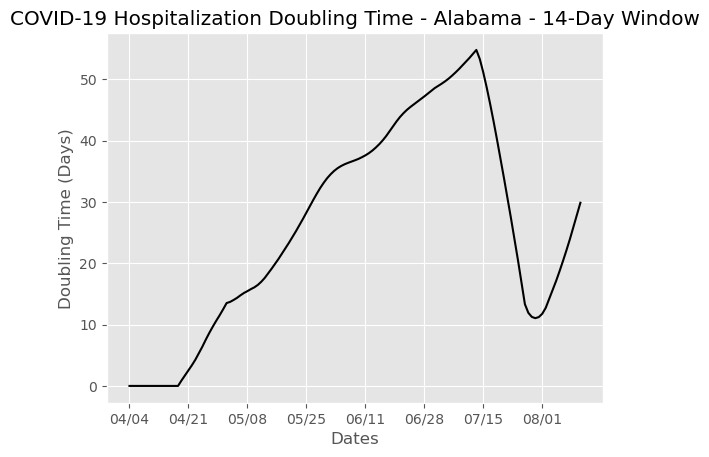 COVID-19 Hospitalization Doubling Time - Alabama - 14-Day Window
Doubling Time (Days)
50
40
30
20
10
0
04/04 04/21 05/08 05/25 06/11 06/28 07/15 08/01
Dates